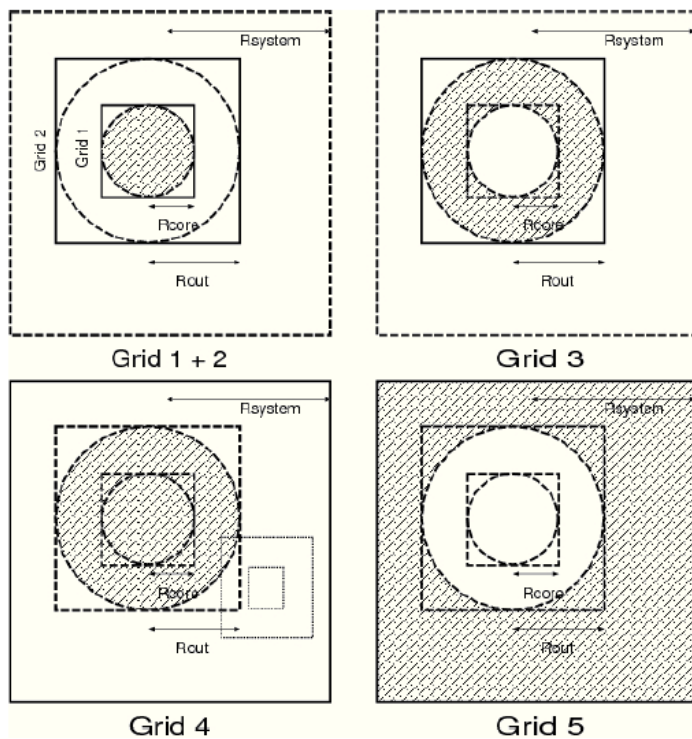 Rsystem
Grid 2
Grid 1
Rcore
Rout
Grid 1 + 2
Rsystem
Rcore
Rout
Grid 3
Rsystem
Rcore
Rout
Grid 4
Rsystem
Rcore
Rout
Grid 5